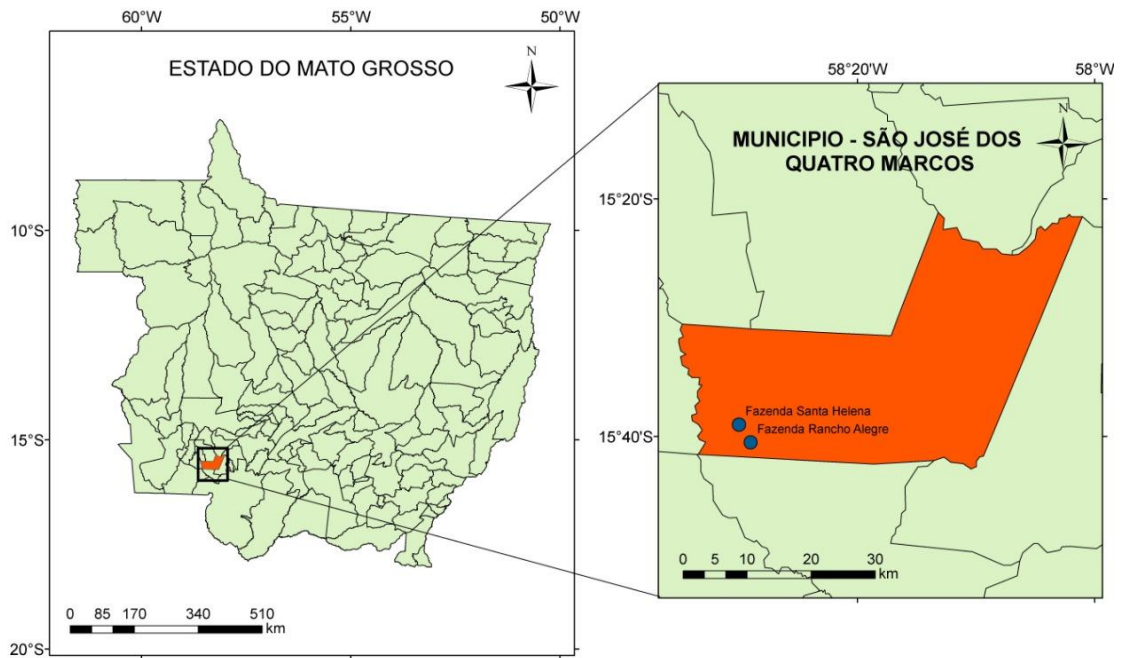 60°W
55°W
50°W
ESTADO DO MATO GROSSO
N
10°S
15°S
20°S
0 85 170 340 510
km
58°20'W
58°W
N
MUNICIPIO - SÃO JOSÉ DOS
QUATRO MARCOS
15°20'S
15°40'S
Fazenda Santa Helena
Fazenda Rancho Alegre
0 5 10 20 30
km